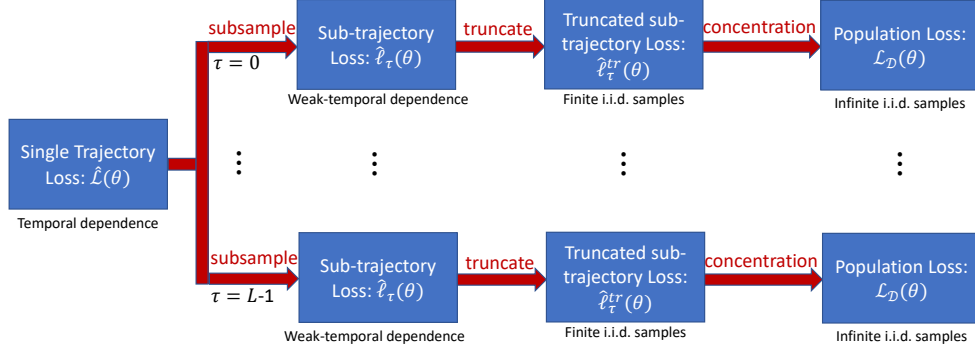 subsample
τ = 0
Sub-trajectory
Loss: ℓ̂_τ(θ)
Weak-temporal dependence
truncate
Truncated sub-
trajectory Loss:
ℓ̂_τ^{tr}(θ)
Finite i.i.d. samples
concentration
Population Loss:
ℒ_𝒟(θ)
Infinite i.i.d. samples
Single Trajectory
Loss: ℒ̂(θ)
Temporal dependence
subsample
τ = L-1
Sub-trajectory
Loss: ℓ̂_τ(θ)
Weak-temporal dependence
truncate
Truncated sub-
trajectory Loss:
ℓ̂_τ^{tr}(θ)
Finite i.i.d. samples
concentration
Population Loss:
ℒ_𝒟(θ)
Infinite i.i.d. samples